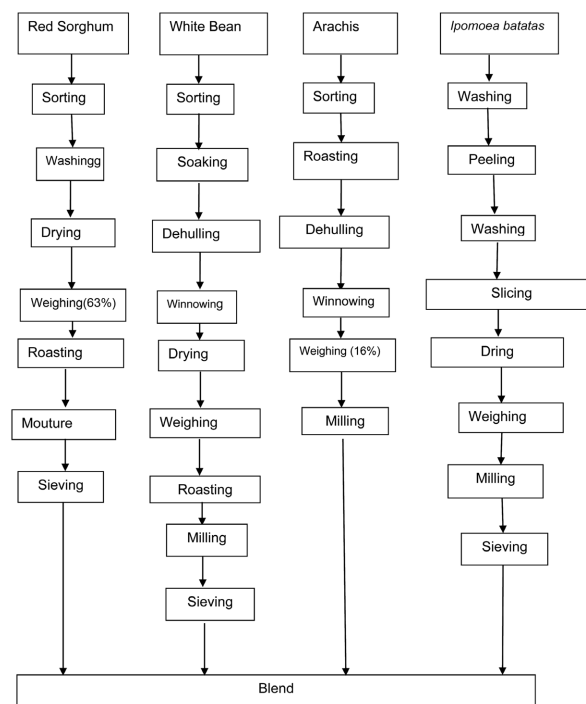 Red Sorghum
Sorting
Washingg
Drying
Weighing(63%)
Roasting
Mouture
Sieving
White Bean
Sorting
Soaking
Dehulling
Winnowing
Drying
Weighing
Roasting
Milling
Sieving
Arachis
Sorting
Roasting
Dehulling
Winnowing
Weighing (16%)
Milling
Ipomoea batatas
Washing
Peeling
Washing
Slicing
Dring
Weighing
Milling
Sieving
Blend